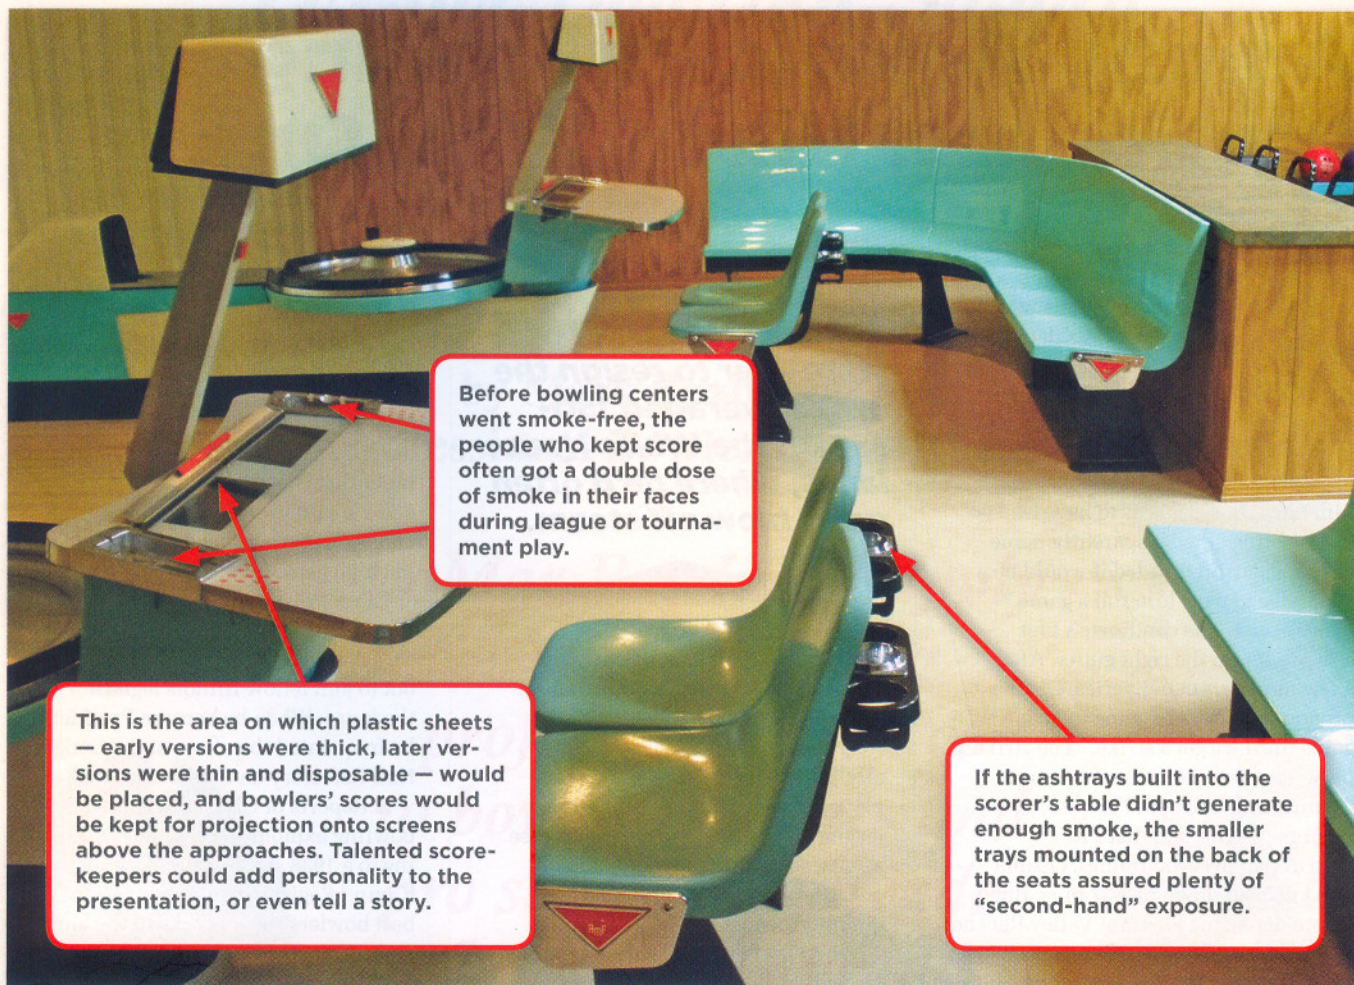 Before bowling centers
went smoke-free, the
people who kept score
often got a double dose
of smoke in their faces
during league or tourna-
ment play.
This is the area on which plastic sheets
— early versions were thick, later ver-
sions were thin and disposable — would
be placed, and bowlers’ scores would
be kept for projection onto screens
above the approaches. Talented score-
keepers could add personality to the
presentation, or even tell a story.
If the ashtrays built into the
scorer’s table didn’t generate
enough smoke, the smaller
trays mounted on the back of
the seats assured plenty of
“second-hand” exposure.
AMF